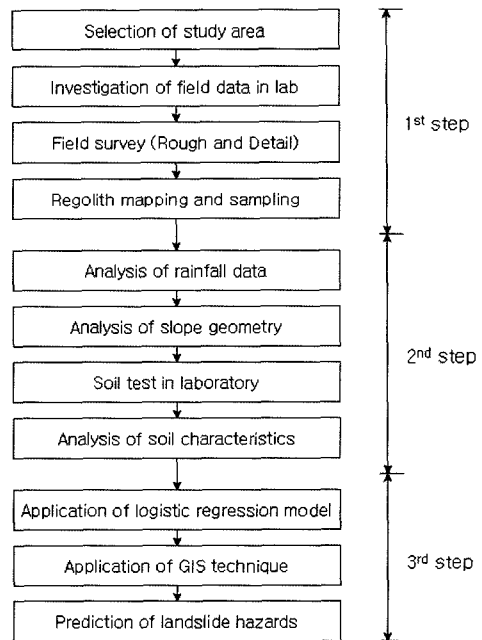 Selection of study area
Investigation of field data in lab
Field survey (Rough and Detail)
Regolith mapping and sampling
1st step
Analysis of rainfall data
Analysis of slope geometry
Soil test in laboratory
Analysis of soil characteristics
2nd step
Application of logistic regression model
Application of GIS technique
Prediction of landslide hazards
3rd step